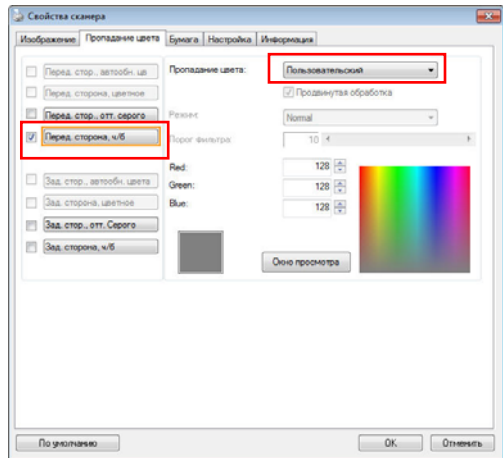 Свойства сканера
Изображение Пропадание цвета Бумага Настройка Информация
Перед. стор., автообн. цв
Перед. сторона, цветное
Перед. стор., отт. серого
Перед. сторона, ч/б
Зад. стор., автообн. цвета
Зад. сторона, цветное
Зад. стор., отт. Серого
Зад. сторона, ч/б
Пропадание цвета: Пользовательский
Продвинутая обработка
Режим: Normal
Порог фильтра: 10
Red: 128
Green: 128
Blue: 128
Окно просмотра
По умолчанию OK Отменить